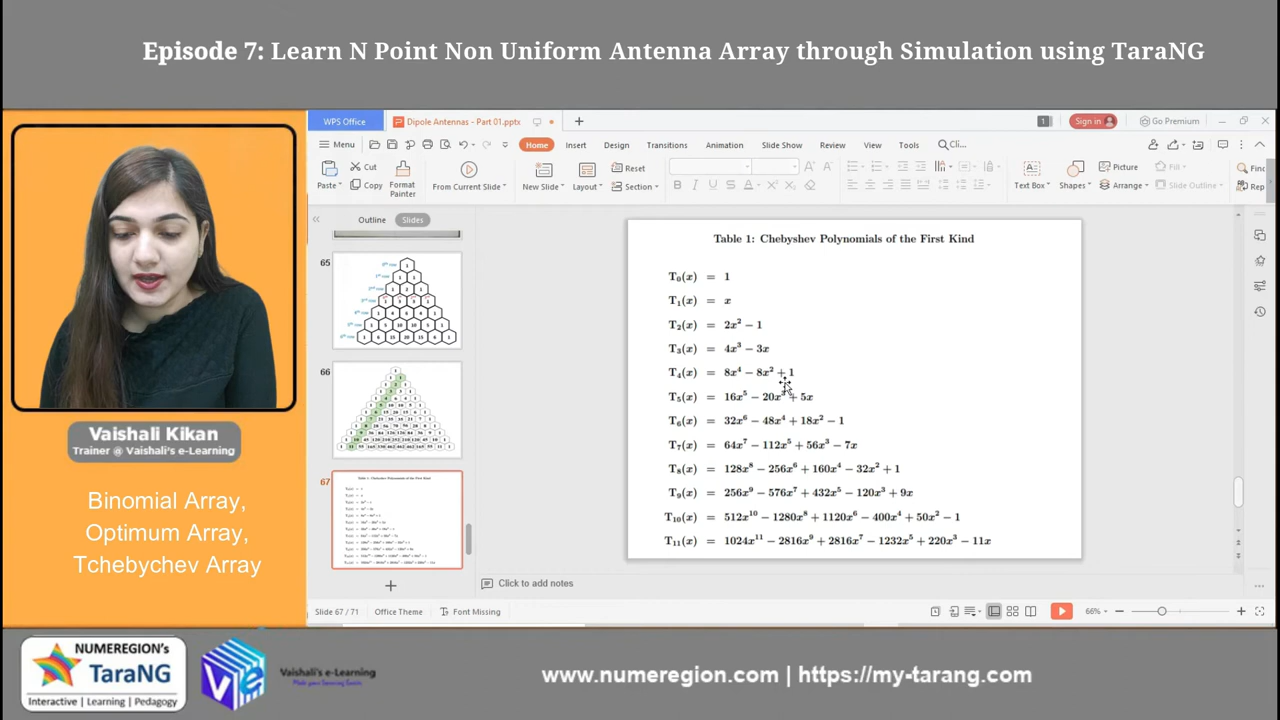 Episode 7: Learn N Point Non Uniform Antenna Array through Simulation using TaraNG
WPS Office
Dipole Antennas - Part 01.pptx
1
Sign in
Go Premium
Menu
Home
Insert
Design
Transitions
Animation
Slide Show
Review
View
Tools
Cli...
Paste
Cut
Copy
Format
Painter
From Current Slide
New Slide
Layout
Reset
Section
Text Box
Shapes
Picture
Arrange
Fill
Slide Outline
Find
Rep
Outline
Slides
65
66
67
Table 1: Chebyshev Polynomials of the First Kind
T₀(x) = 1
T₁(x) = x
T₂(x) = 2x² − 1
T₃(x) = 4x³ − 3x
T₄(x) = 8x⁴ − 8x² + 1
T₅(x) = 16x⁵ − 20x³ + 5x
T₆(x) = 32x⁶ − 48x⁴ + 18x² − 1
T₇(x) = 64x⁷ − 112x⁵ + 56x³ − 7x
T₈(x) = 128x⁸ − 256x⁶ + 160x⁴ − 32x² + 1
T₉(x) = 256x⁹ − 576x⁷ + 432x⁵ − 120x³ + 9x
T₁₀(x) = 512x¹⁰ − 1280x⁸ + 1120x⁶ − 400x⁴ + 50x² − 1
T₁₁(x) = 1024x¹¹ − 2816x⁹ + 2816x⁷ − 1232x⁵ + 220x³ − 11x
Click to add notes
Slide 67 / 71
Office Theme
Font Missing
66%
Vaishali Kikan
Trainer @ Vaishali's e-Learning
Binomial Array,
Optimum Array,
Tchebychev Array
NUMEREGION'S
TaraNG
Interactive | Learning | Pedagogy
Vaishali's e-Learning
www.numeregion.com | https://my-tarang.com